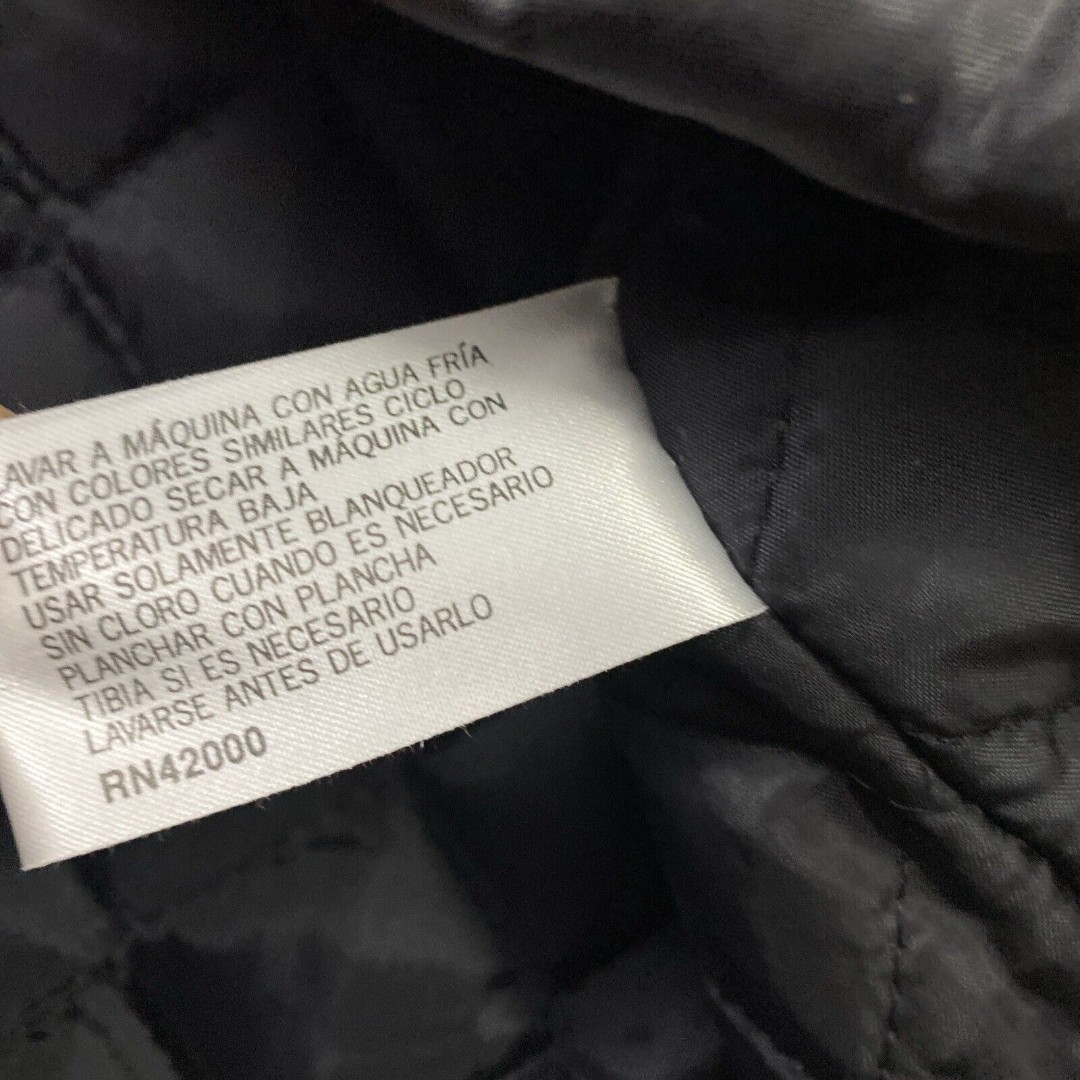 AVAR A MÁQUINA CON AGUA FRÍA
CON COLORES SIMILARES CICLO
DELICADO SECAR A MÁQUINA CON
TEMPERATURA BAJA
USAR SOLAMENTE BLANQUEADOR
SIN CLORO CUANDO ES NECESARIO
PLANCHAR CON PLANCHA
TIBIA SI ES NECESARIO
LAVARSE ANTES DE USARLO
RN42000